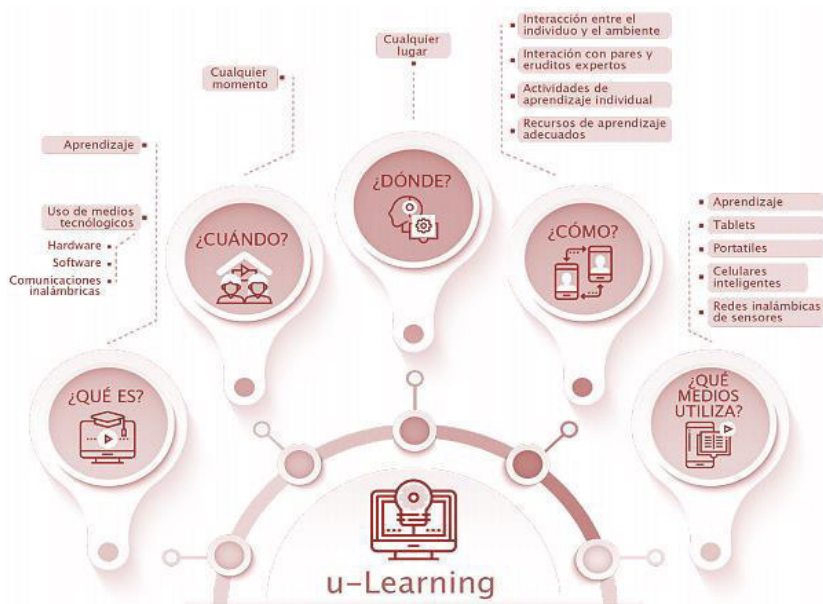 Aprendizaje
Uso de medios
tecnólogicos
Hardware
Software
Comunicaciones
inalámbricas
¿QUÉ ES?
Cualquier
momento
¿CUÁNDO?
Cualquier
lugar
¿DÓNDE?
Interacción entre el
individuo y el ambiente
Interación con pares y
eruditos expertos
Actividades de
aprendizaje individual
Recursos de aprendizaje
adecuados
¿CÓMO?
Aprendizaje
Tablets
Portatiles
Celulares
inteligentes
Redes inalámbicas
de sensores
¿QUÉ
MEDIOS
UTILIZA?
u-Learning